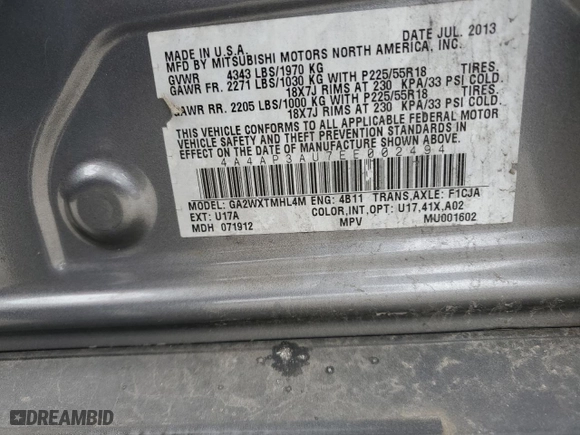 MADE IN U.S.A. DATE JUL. 2013
MFD BY MITSUBISHI MOTORS NORTH AMERICA, INC.
GVWR 4343 LBS/1970 KG
GAWR FR. 2271 LBS/1030 KG WITH P225/55R18 TIRES,
18X7J RIMS AT 230 KPA/33 PSI COLD.
GAWR RR. 2205 LBS/1000 KG WITH P225/55R18 TIRES,
18X7J RIMS AT 230 KPA/33 PSI COLD.
THIS VEHICLE CONFORMS TO ALL APPLICABLE FEDERAL MOTOR
VEHICLE SAFETY AND THEFT PREVENTION STANDARDS IN
EFFECT ON THE DATE OF MANUFACTURE SHOWN ABOVE.
4A4AP3AU7EE002494
MODEL: GA2WXTMHL4M ENG: 4B11 TRANS,AXLE: F1CJA
EXT: U17A COLOR,INT,OPT: U17,41X,A02
MDH 071912 MPV MU001602
DREAMBID